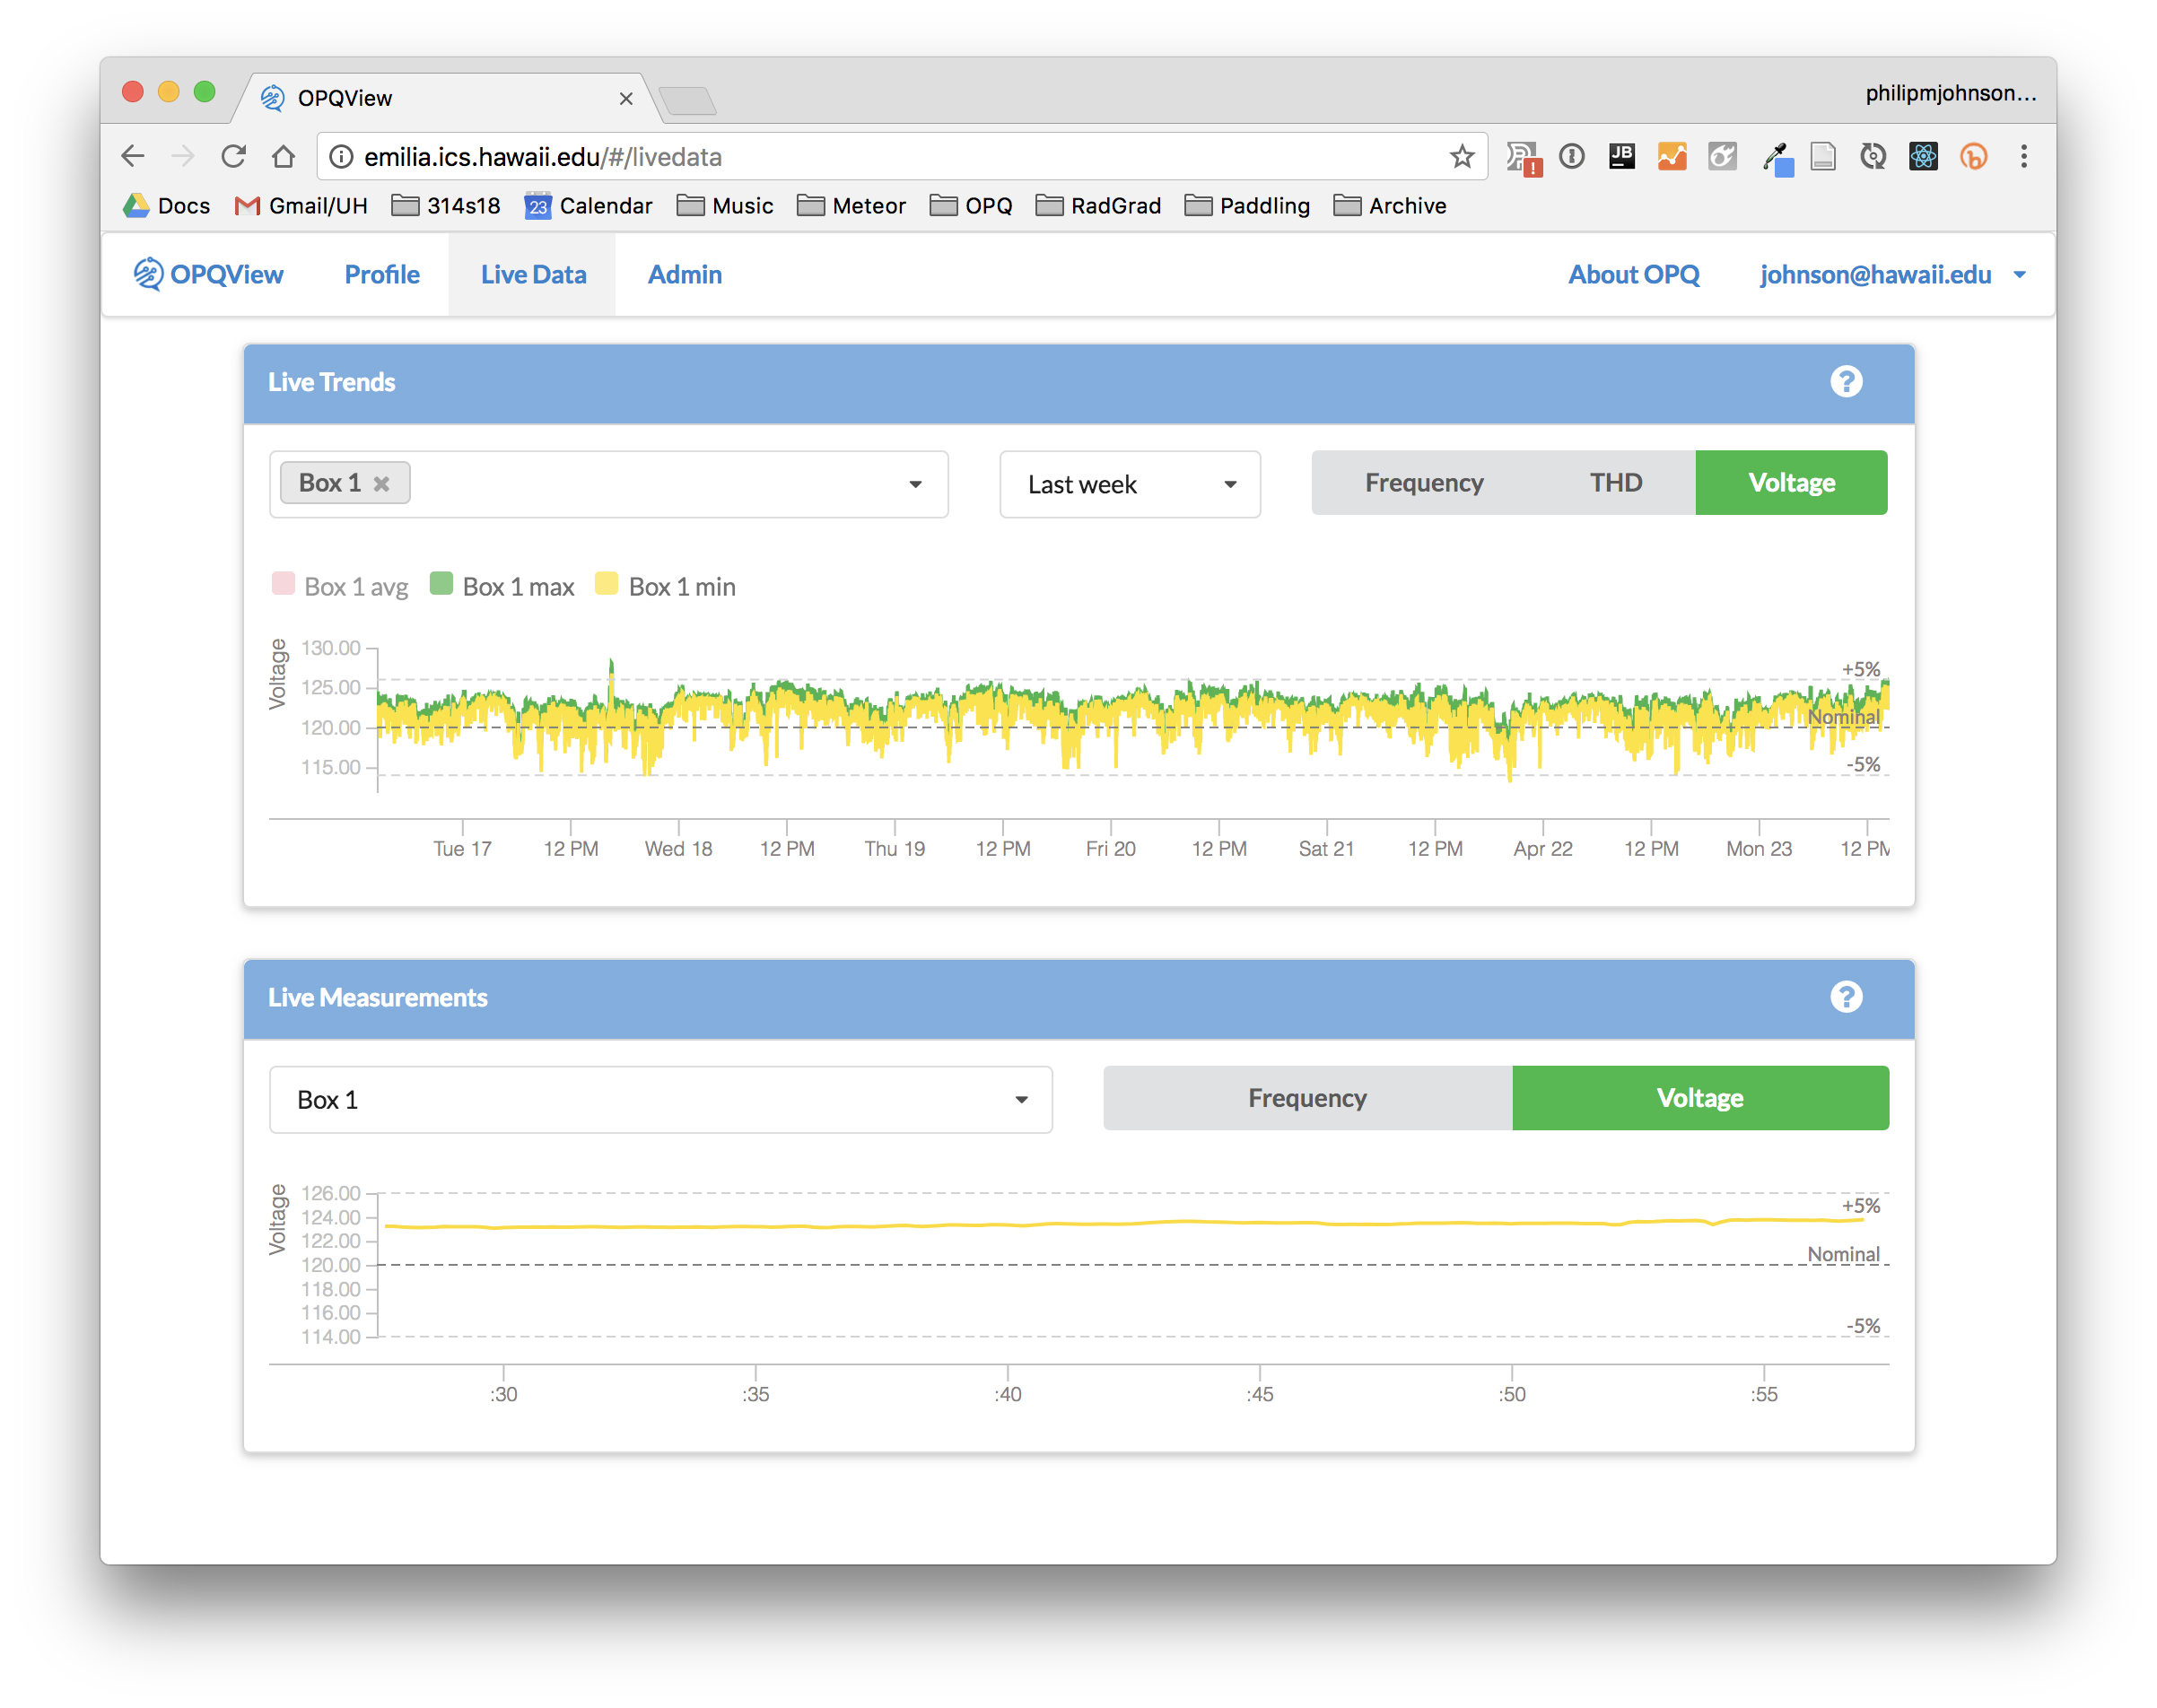 OPQView
philipmjohnson...
emilia.ics.hawaii.edu/#/livedata
Docs Gmail/UH 314s18 23 Calendar Music Meteor OPQ RadGrad Paddling Archive
OPQView Profile Live Data Admin About OPQ johnson@hawaii.edu
Live Trends
Box 1 Last week Frequency THD Voltage
Box 1 avg Box 1 max Box 1 min
Voltage
130.00
+5%
125.00
Nominal
120.00
-5%
115.00
Tue 17 12 PM Wed 18 12 PM Thu 19 12 PM Fri 20 12 PM Sat 21 12 PM Apr 22 12 PM Mon 23 12 PM
Live Measurements
Box 1 Frequency Voltage
Voltage
126.00
+5%
124.00
122.00
Nominal
120.00
118.00
116.00
-5%
114.00
:30 :35 :40 :45 :50 :55